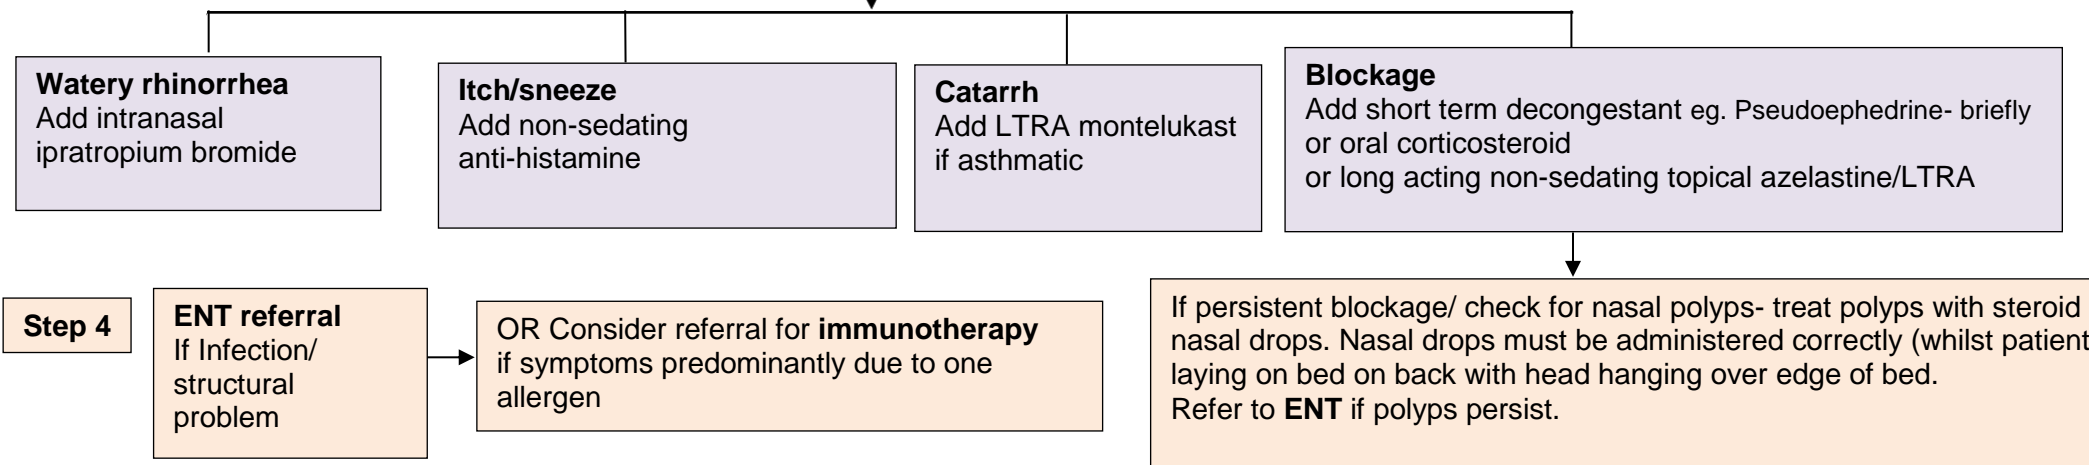 Watery rhinorrhea
Add intranasal
ipratropium bromide
Itch/sneeze
Add non-sedating
anti-histamine
Catarrh
Add LTRA montelukast
if asthmatic
Blockage
Add short term decongestant eg. Pseudoephedrine- briefly
or oral corticosteroid
or long acting non-sedating topical azelastine/LTRA
Step 4
ENT referral
If Infection/
structural
problem
OR Consider referral for immunotherapy
if symptoms predominantly due to one
allergen
If persistent blockage/ check for nasal polyps- treat polyps with steroid
nasal drops. Nasal drops must be administered correctly (whilst patient
laying on bed on back with head hanging over edge of bed.
Refer to ENT if polyps persist.